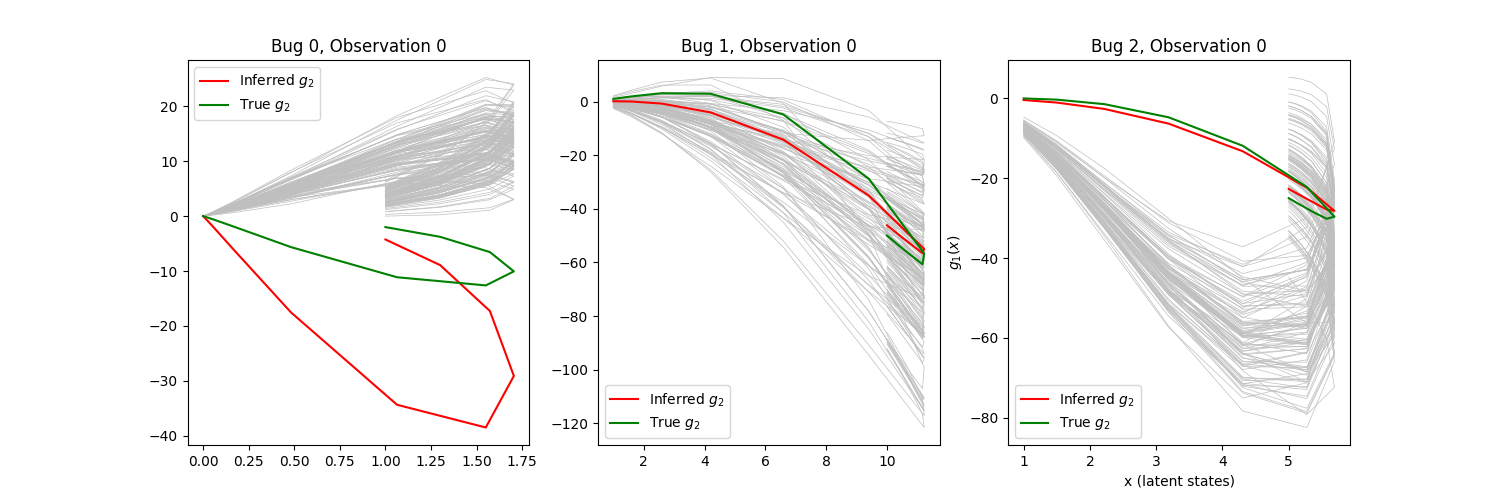 Bug 0, Observation 0
Inferred g₂
True g₂
20
10
0
−10
−20
−30
−40
0.00 0.25 0.50 0.75 1.00 1.25 1.50 1.75
Bug 1, Observation 0
0
−20
−40
−60
−80
−100
−120
Inferred g₂
True g₂
2 4 6 8 10
Bug 2, Observation 0
g₁(x)
0
−20
−40
−60
−80
Inferred g₂
True g₂
1 2 3 4 5
x (latent states)